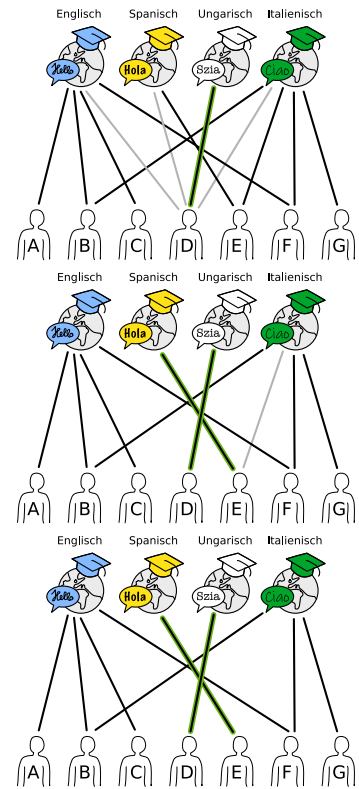 Englisch Spanisch Ungarisch Italienisch
Hello Hola Szia Ciao
A B C D E F G
Englisch Spanisch Ungarisch Italienisch
Hello Hola Szia Ciao
A B C D E F G
Englisch Spanisch Ungarisch Italienisch
Hello Hola Szia Ciao
A B C D E F G